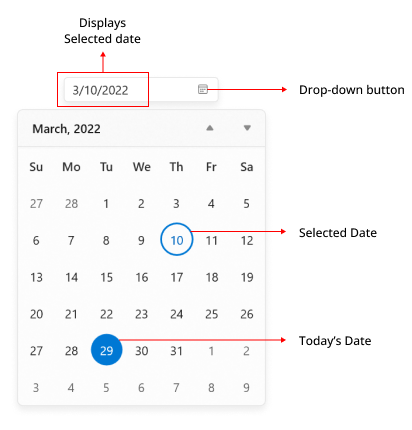 Displays
Selected date
3/10/2022
Drop-down button
March, 2022
Su Mo Tu We Th Fr Sa
27 28 1 2 3 4 5
6 7 8 9 10 11 12
Selected Date
13 14 15 16 17 18 19
20 21 22 23 24 25 26
27 28 29 30 31 1 2
Today's Date
3 4 5 6 7 8 9